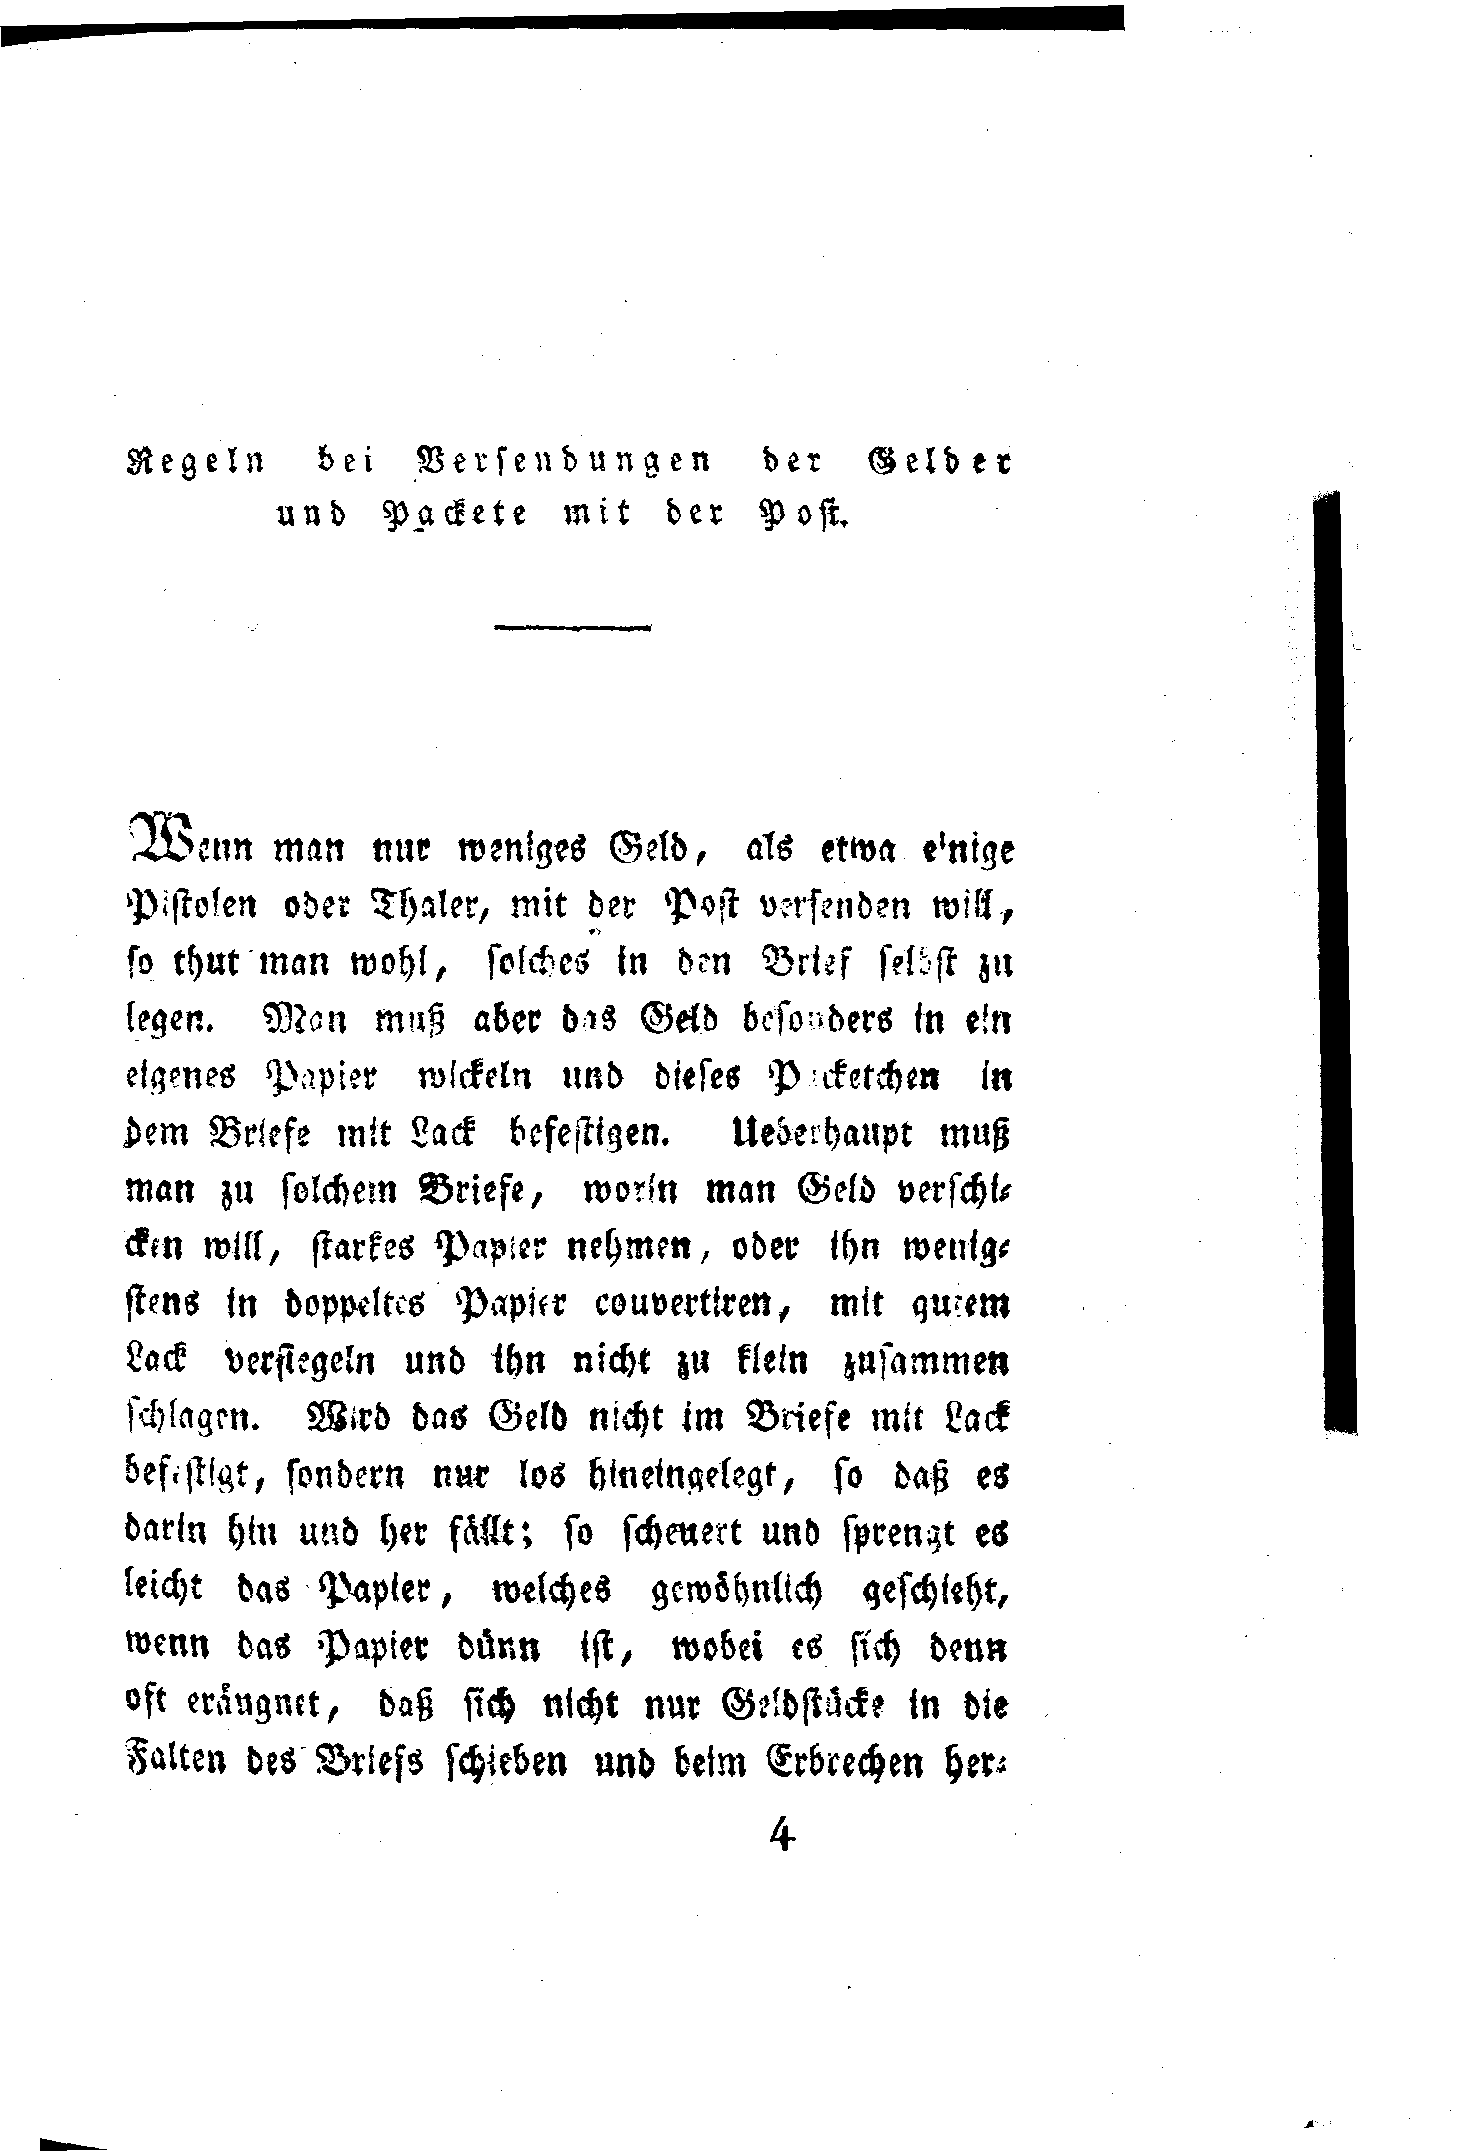 Regeln bei Versendungen der Gelder
und Packete mit der Post.
Wenn man nur weniges Geld, als etwa einige
Pistolen oder Thaler, mit der Post versenden will,
so thut man wohl, solches in den Brief selbst zu
legen. Man muß aber das Geld besonders in ein
eigenes Papier wickeln und dieses Packetchen in
dem Briefe mit Lack befestigen. Ueberhaupt muß
man zu solchem Briefe, worin man Geld verschi-
cken will, starkes Papier nehmen, oder ihn wenig-
stens in doppeltes Papier couvertiren, mit gutem
Lack versiegeln und ihn nicht zu klein zusammen
schlagen. Wird das Geld nicht im Briefe mit Lack
befestigt, sondern nur los hineingelegt, so daß es
darin hin und her fällt; so scheuert und sprengt es
leicht das Papier, welches gewöhnlich geschieht,
wenn das Papier dünn ist, wobei es sich denn
oft eräugnet, daß sich nicht nur Geldstücke in die
Falten des Briefs schieben und beim Erbrechen her-
4